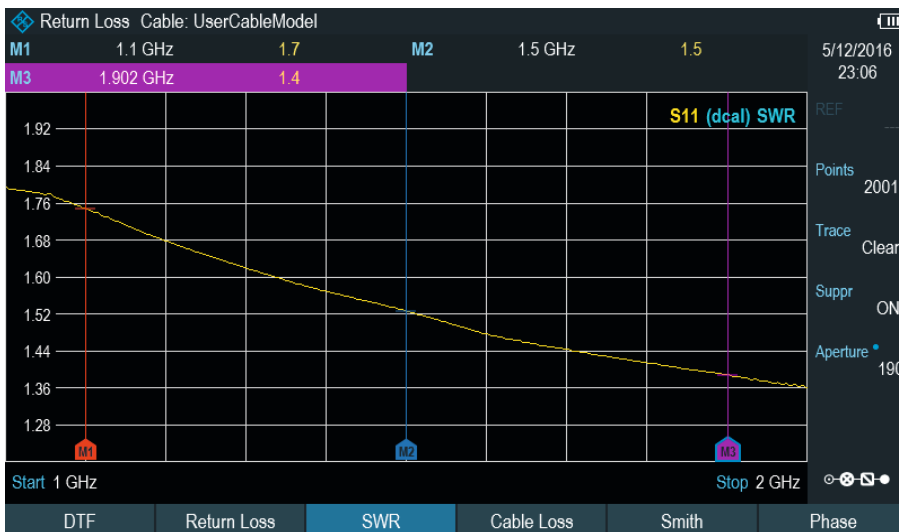 Return Loss Cable: UserCableModel
M1 1.1 GHz 1.7 M2 1.5 GHz 1.5
M3 1.902 GHz 1.4
5/12/2016
23:06
S11 (dcal) SWR
1.92
1.84
1.76
1.68
1.60
1.52
1.44
1.36
1.28
M1 M2 M3
Start 1 GHz Stop 2 GHz
REF
Points
2001
Trace
Clear
Suppr
ON
Aperture
190
DTF Return Loss SWR Cable Loss Smith Phase